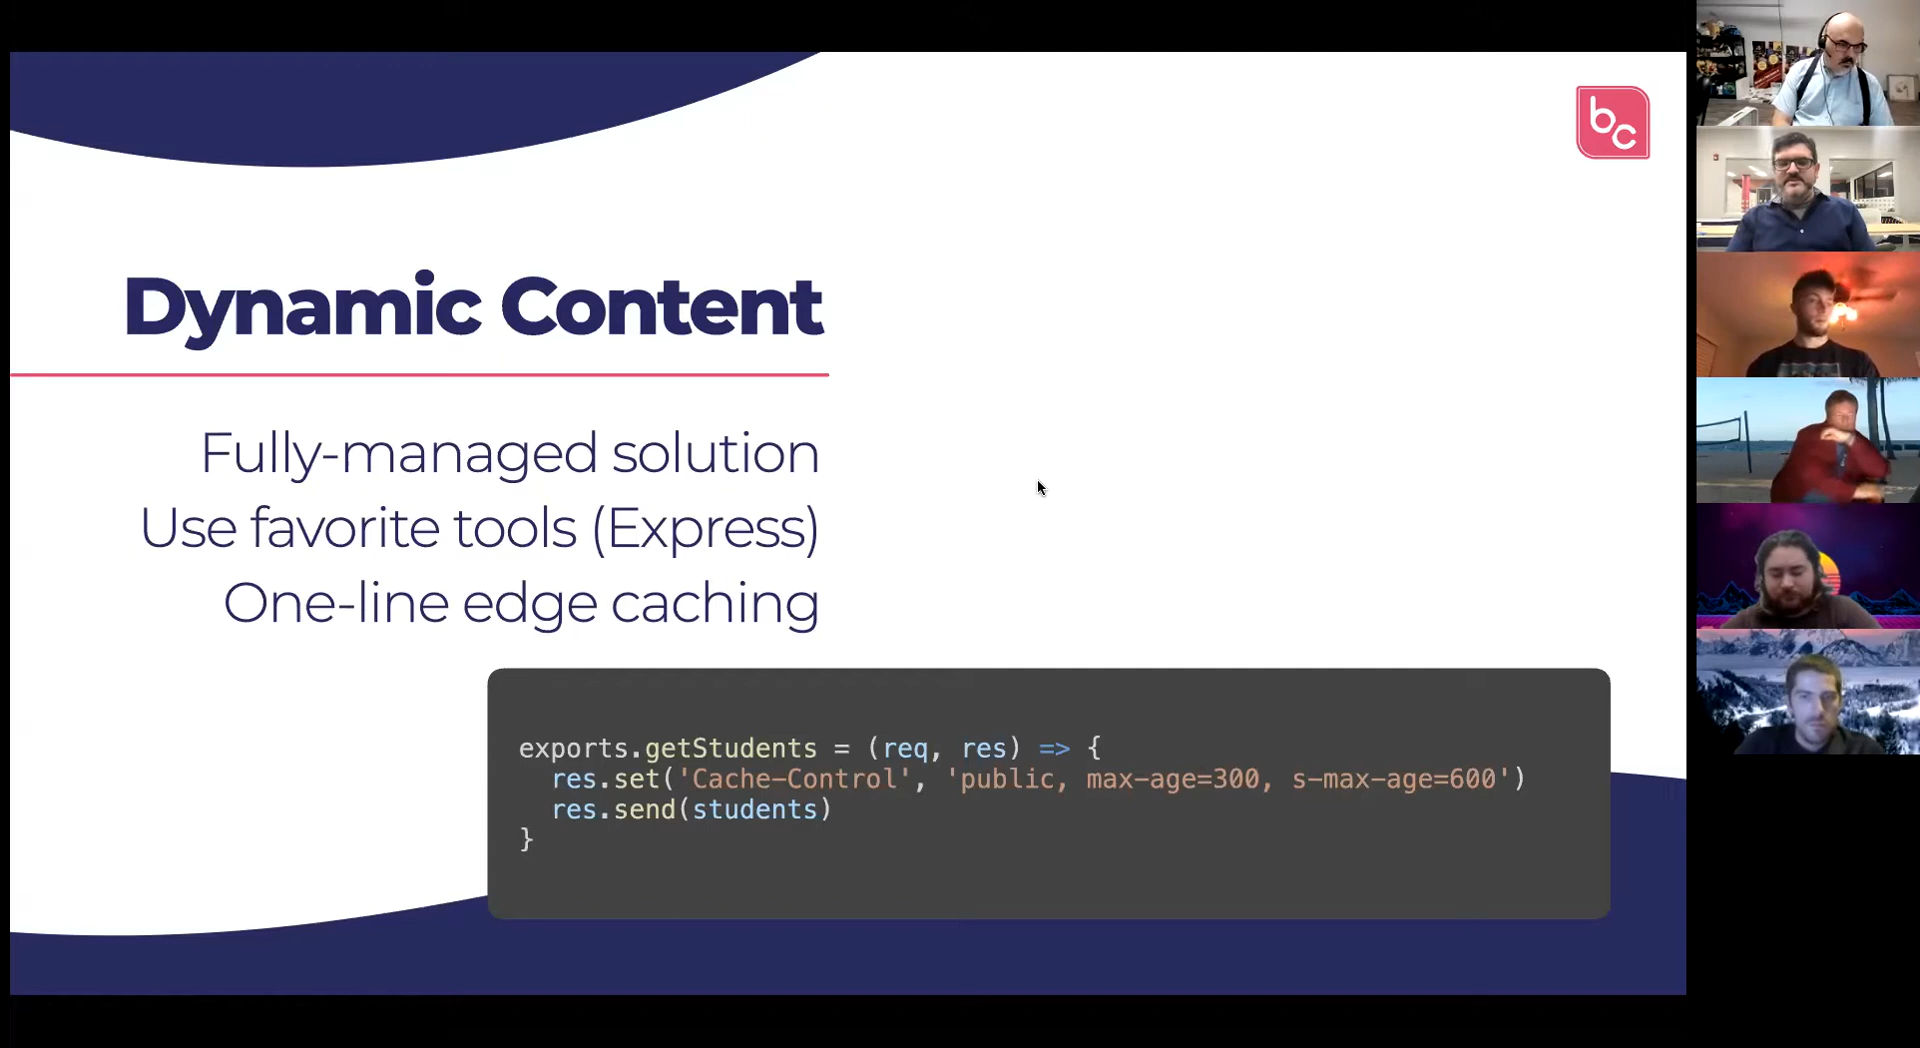 bc
Dynamic Content
Fully-managed solution
Use favorite tools (Express)
One-line edge caching
exports.getStudents = (req, res) => {
  res.set('Cache-Control', 'public, max-age=300, s-max-age=600')
  res.send(students)
}